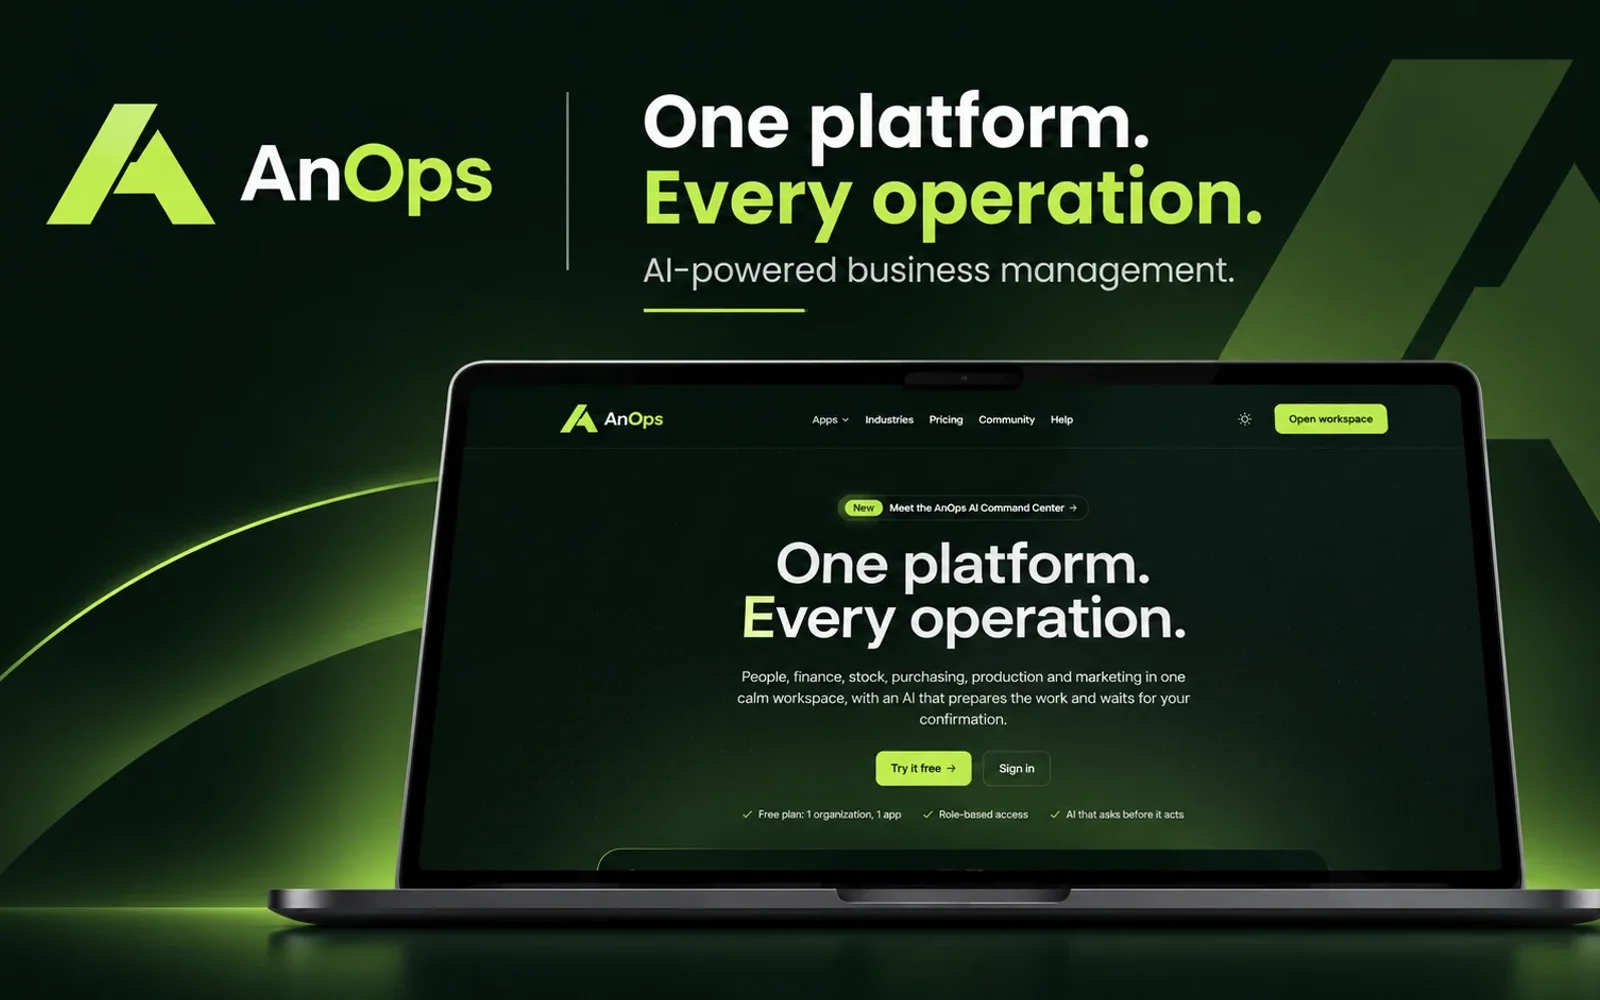 AnOps
One platform.
Every operation.
AI-powered business management.
AnOps
Apps
Industries
Pricing
Community
Help
Open workspace
New
Meet the AnOps AI Command Center →
One platform.
Every operation.
People, finance, stock, purchasing, production and marketing in one
calm workspace, with an AI that prepares the work and waits for your
confirmation.
Try it free →
Sign in
✓ Free plan: 1 organization, 1 app
✓ Role-based access
✓ AI that asks before it acts